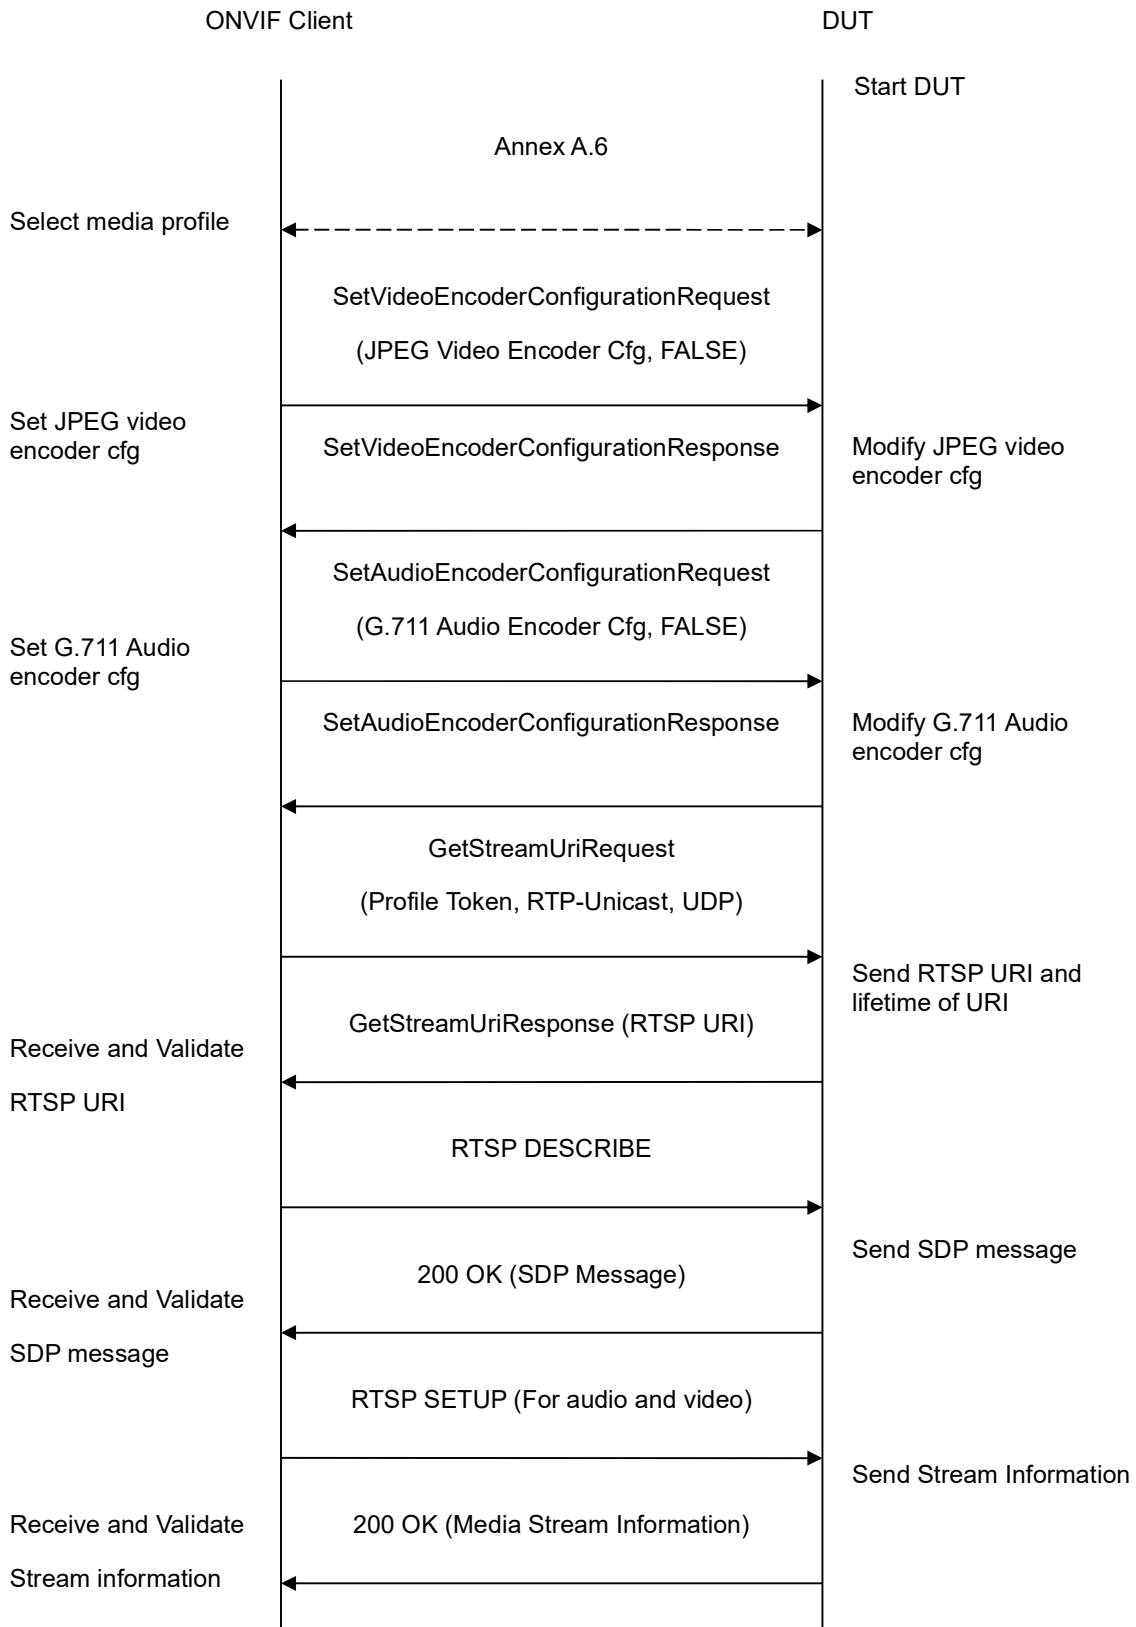 ONVIF Client
DUT
Start DUT
Annex A.6
Select media profile
SetVideoEncoderConfigurationRequest
(JPEG Video Encoder Cfg, FALSE)
Set JPEG video
encoder cfg
SetVideoEncoderConfigurationResponse
Modify JPEG video
encoder cfg
SetAudioEncoderConfigurationRequest
(G.711 Audio Encoder Cfg, FALSE)
Set G.711 Audio
encoder cfg
SetAudioEncoderConfigurationResponse
Modify G.711 Audio
encoder cfg
GetStreamUriRequest
(Profile Token, RTP-Unicast, UDP)
Send RTSP URI and
lifetime of URI
GetStreamUriResponse (RTSP URI)
Receive and Validate
RTSP URI
RTSP DESCRIBE
Send SDP message
200 OK (SDP Message)
Receive and Validate
SDP message
RTSP SETUP (For audio and video)
Send Stream Information
200 OK (Media Stream Information)
Receive and Validate
Stream information